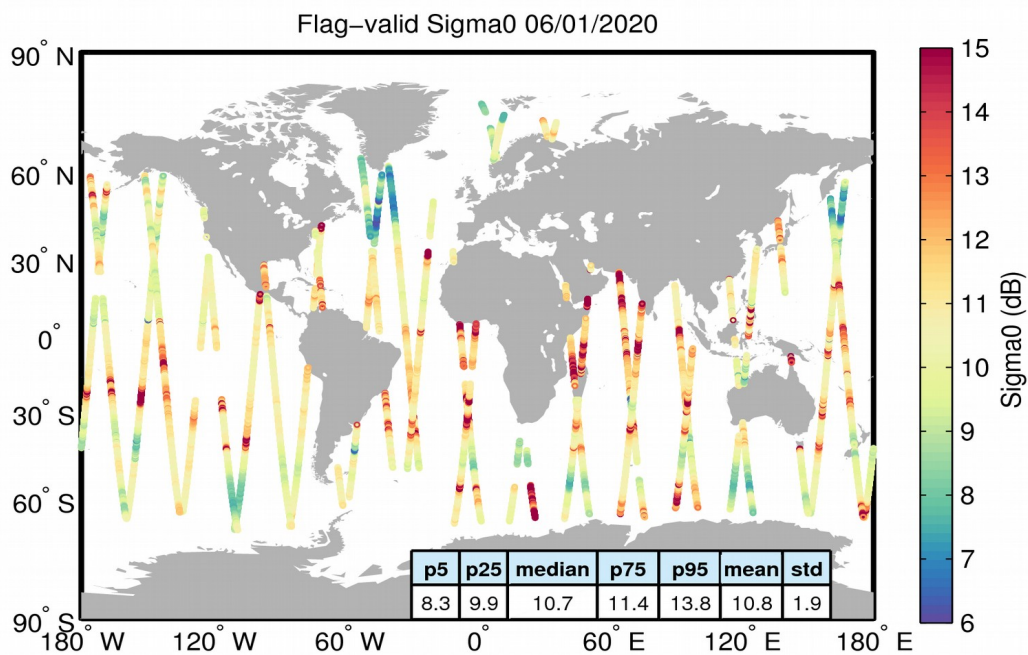 Flag-valid Sigma0 06/01/2020
90° N
60° N
30° N
0°
30° S
60° S
90° S
180° W
120° W
60° W
0°
60° E
120° E
180° E
p5 p25 median p75 p95 mean std
8.3 9.9 10.7 11.4 13.8 10.8 1.9
15
14
13
12
11
10
9
8
7
6
Sigma0 (dB)